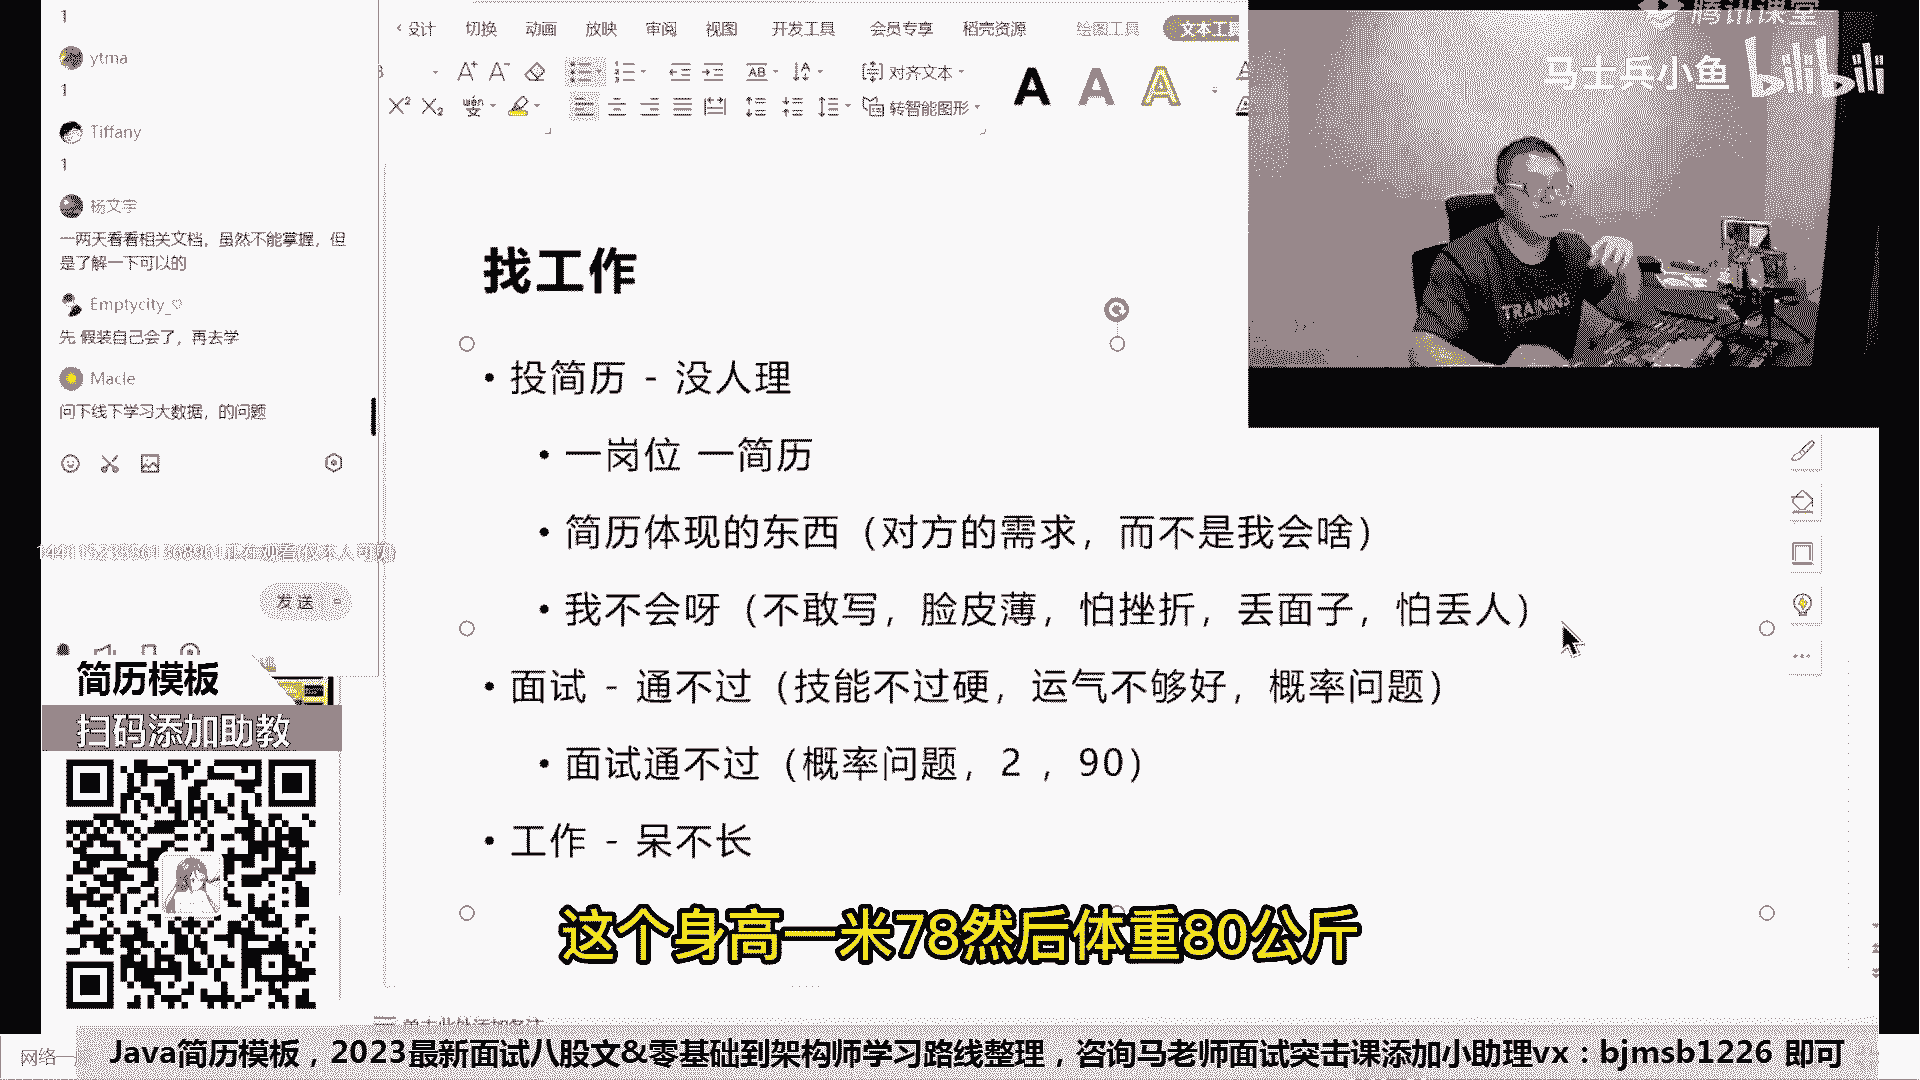 1
ytma
1
Tiffany
1
杨文宇
一两天看看相关文档，虽然不能掌握，但
是了解一下可以的
Emptycity_♡
先 假装自己会了，再去学
Macle
问下线下学习大数据，的问题
发送
简历模板
扫码添加助教
设计 切换 动画 放映 审阅 视图 开发工具 会员专享 稻壳资源 绘图工具 文本工具
对齐文本
转智能图形
A A A
腾讯课堂
马士兵小鱼 bilibili
TRAINING
找工作
• 投简历 - 没人理
• 一岗位 一简历
• 简历体现的东西（对方的需求，而不是我会啥）
• 我不会呀（不敢写，脸皮薄，怕挫折，丢面子，怕丢人）
• 面试 - 通不过（技能不过硬，运气不够好，概率问题）
• 面试通不过（概率问题，2 ，90）
• 工作 - 呆不长
这个身高一米78然后体重80公斤
单击此处添加备注
网络一
Java简历模板，2023最新面试八股文&零基础到架构师学习路线整理，咨询马老师面试突击课添加小助理vx：bjmsb1226 即可